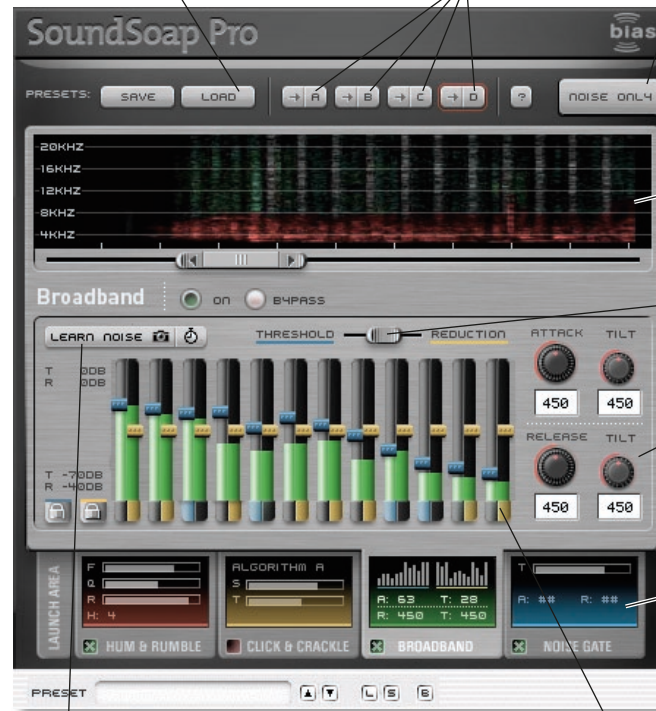 SoundSoap Pro
bias
PRESETS: SAVE LOAD → A → B → C → D ? NOISE ONLY
20KHZ
16KHZ
12KHZ
8KHZ
4KHZ
Broadband ON BYPASS
LEARN NOISE THRESHOLD REDUCTION ATTACK TILT
T 0DB
R 0DB
450 450
RELEASE TILT
T -70DB
R -40DB
450 450
LAUNCH AREA
F
Q
R
H: 4
HUM & RUMBLE
ALGORITHM A
S
T
CLICK & CRACKLE
A: 63 T: 28
R: 450 T: 450
BROADBAND
T
A: ## R: ##
NOISE GATE
PRESET L S B